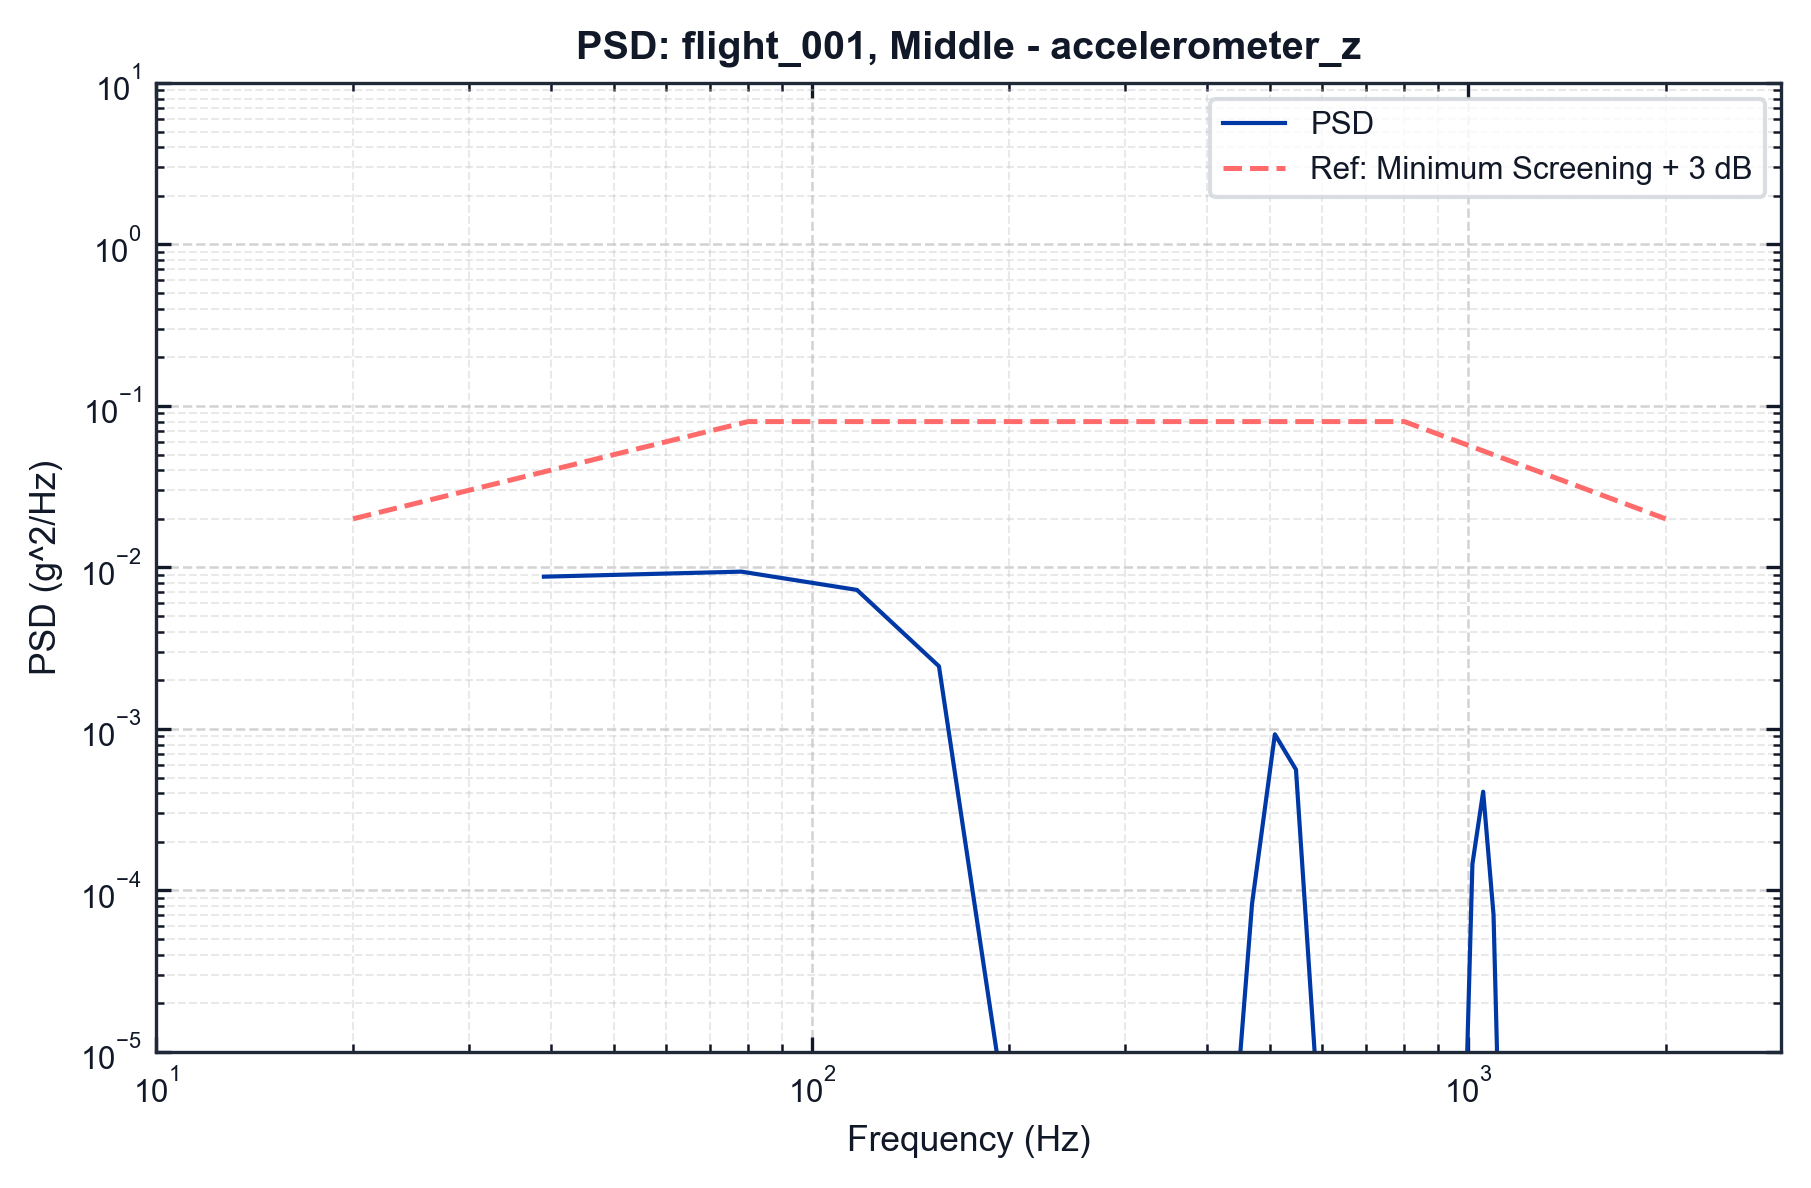 PSD: flight_001, Middle - accelerometer_z
PSD
Ref: Minimum Screening + 3 dB
PSD (g^2/Hz)
10^1
10^0
10^−1
10^−2
10^−3
10^−4
10^−5
10^1 10^2 10^3
Frequency (Hz)